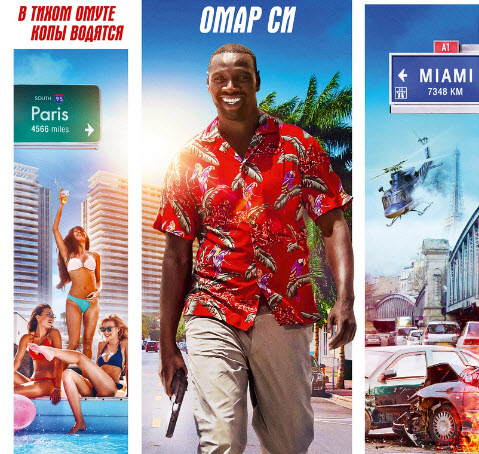 В ТИХОМ ОМУТЕ
КОПЫ ВОДЯТСЯ
ОМАР СИ
SOUTH 95
Paris
4566 miles
A1
MIAMI
7348 KM